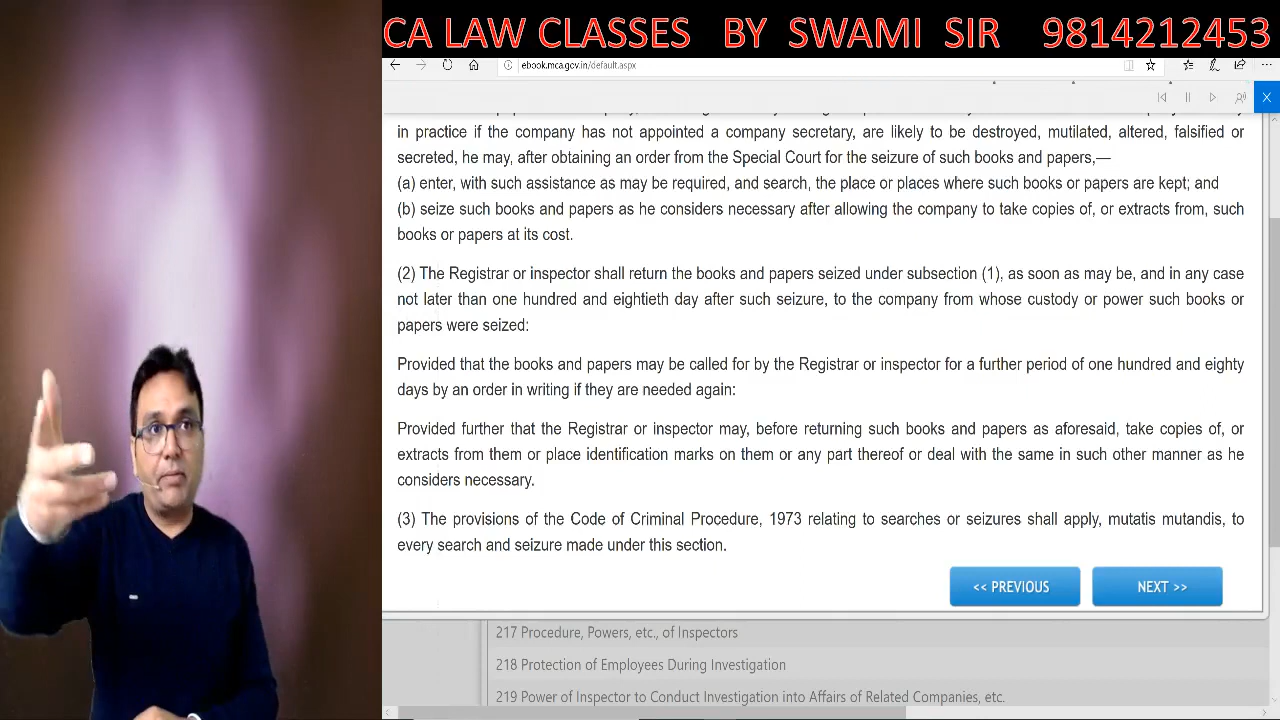 CA LAW CLASSES BY SWAMI SIR 9814212453
ebook.mca.gov.in/default.aspx
in practice if the company has not appointed a company secretary, are likely to be destroyed, mutilated, altered, falsified or
secreted, he may, after obtaining an order from the Special Court for the seizure of such books and papers,—
(a) enter, with such assistance as may be required, and search, the place or places where such books or papers are kept; and
(b) seize such books and papers as he considers necessary after allowing the company to take copies of, or extracts from, such
books or papers at its cost.
(2) The Registrar or inspector shall return the books and papers seized under subsection (1), as soon as may be, and in any case
not later than one hundred and eightieth day after such seizure, to the company from whose custody or power such books or
papers were seized:
Provided that the books and papers may be called for by the Registrar or inspector for a further period of one hundred and eighty
days by an order in writing if they are needed again:
Provided further that the Registrar or inspector may, before returning such books and papers as aforesaid, take copies of, or
extracts from them or place identification marks on them or any part thereof or deal with the same in such other manner as he
considers necessary.
(3) The provisions of the Code of Criminal Procedure, 1973 relating to searches or seizures shall apply, mutatis mutandis, to
every search and seizure made under this section.
<< PREVIOUS NEXT >>
217 Procedure, Powers, etc., of Inspectors
218 Protection of Employees During Investigation
219 Power of Inspector to Conduct Investigation into Affairs of Related Companies, etc.